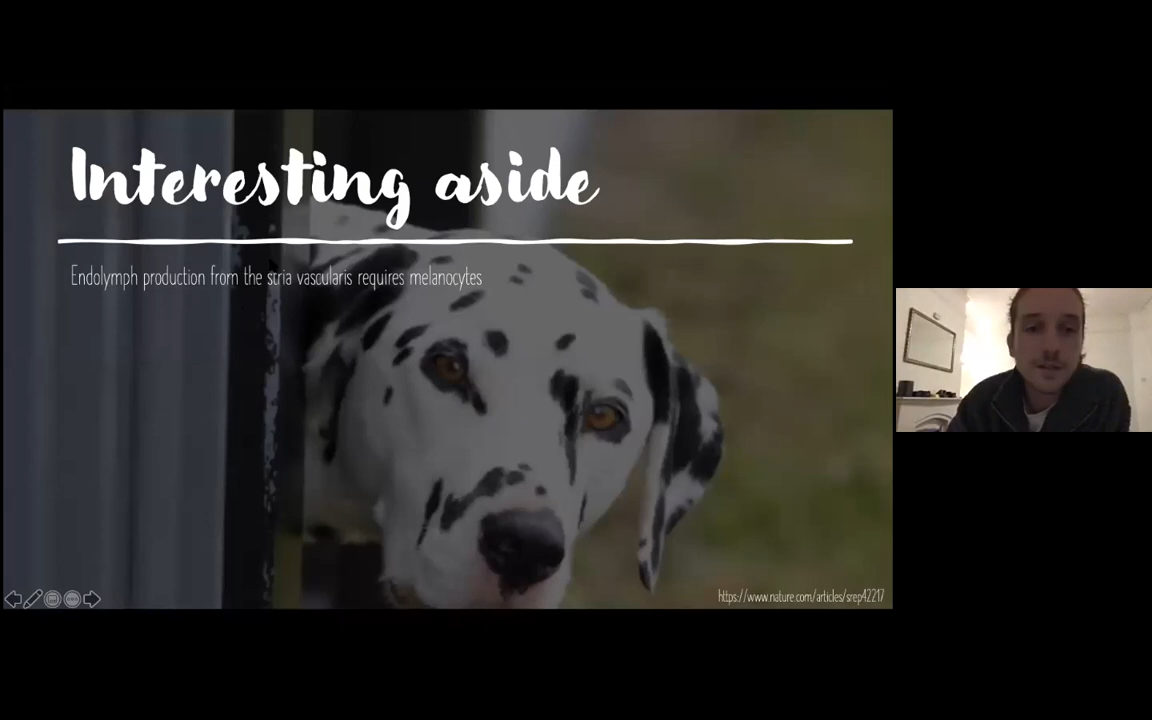 Interesting aside
Endolymph production from the stria vascularis requires melanocytes
https://www.nature.com/articles/srep42217